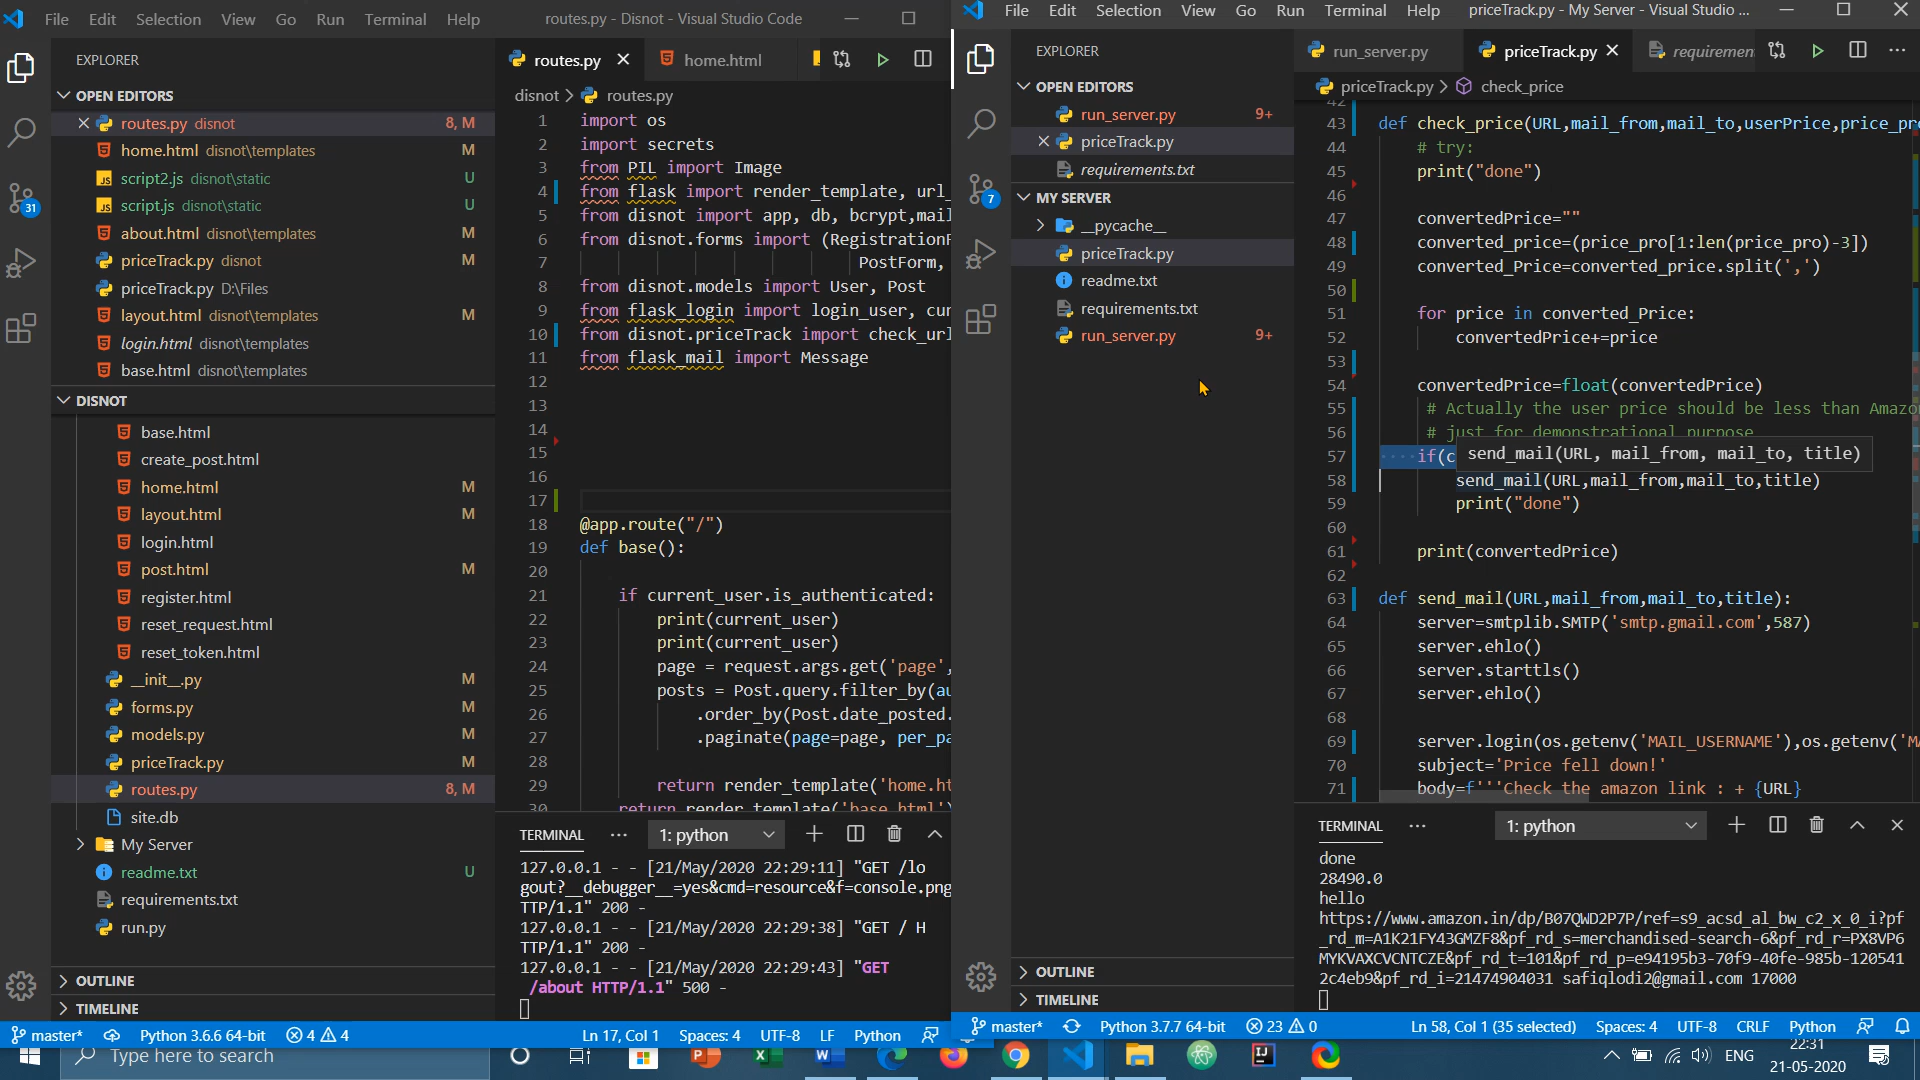 File Edit Selection View Go Run Terminal Help
routes.py - Disnot - Visual Studio Code
EXPLORER
OPEN EDITORS
routes.py disnot 8, M
home.html disnot\templates M
script2.js disnot\static U
script.js disnot\static U
about.html disnot\templates M
priceTrack.py disnot M
priceTrack.py D:\Files
layout.html disnot\templates M
login.html disnot\templates
base.html disnot\templates
DISNOT
base.html
create_post.html
home.html M
layout.html M
login.html
post.html M
register.html
reset_request.html
reset_token.html
__init__.py M
forms.py M
models.py M
priceTrack.py M
routes.py 8, M
site.db
My Server
readme.txt U
requirements.txt
run.py
OUTLINE
TIMELINE
31
routes.py home.html
disnot > routes.py
1 import os
2 import secrets
3 from PIL import Image
4 from flask import render_template, url_
5 from disnot import app, db, bcrypt,mail
6 from disnot.forms import (RegistrationF
7 PostForm,
8 from disnot.models import User, Post
9 from flask_login import login_user, cur
10 from disnot.priceTrack import check_url
11 from flask_mail import Message
12
13
14
15
16
17
18 @app.route("/")
19 def base():
20
21 if current_user.is_authenticated:
22 print(current_user)
23 print(current_user)
24 page = request.args.get('page',
25 posts = Post.query.filter_by(au
26 .order_by(Post.date_posted.
27 .paginate(page=page, per_pa
28
29 return render_template('home.ht
30 return render_template('base.html')
TERMINAL ··· 1: python
127.0.0.1 - - [21/May/2020 22:29:11] "GET /lo
gout?__debugger__=yes&cmd=resource&f=console.png
TTP/1.1" 200 -
127.0.0.1 - - [21/May/2020 22:29:38] "GET / H
TTP/1.1" 200 -
127.0.0.1 - - [21/May/2020 22:29:43] "GET
/about HTTP/1.1" 500 -
master* Python 3.6.6 64-bit 4 4 Ln 17, Col 1 Spaces: 4 UTF-8 LF Python
File Edit Selection View Go Run Terminal Help
priceTrack.py - My Server - Visual Studio ...
EXPLORER
OPEN EDITORS
run_server.py 9+
priceTrack.py
requirements.txt
MY SERVER
__pycache__
priceTrack.py
readme.txt
requirements.txt
run_server.py 9+
OUTLINE
TIMELINE
7
run_server.py priceTrack.py requiremen
priceTrack.py > check_price
42
43 def check_price(URL,mail_from,mail_to,userPrice,price_pr
44 # try:
45 print("done")
46
47 convertedPrice=""
48 converted_price=(price_pro[1:len(price_pro)-3])
49 converted_Price=converted_price.split(',')
50
51 for price in converted_Price:
52 convertedPrice+=price
53
54 convertedPrice=float(convertedPrice)
55 # Actually the user price should be less than Amazo
56 # just for demonstrational purpose
57 if(c send_mail(URL, mail_from, mail_to, title)
58 send_mail(URL,mail_from,mail_to,title)
59 print("done")
60
61 print(convertedPrice)
62
63 def send_mail(URL,mail_from,mail_to,title):
64 server=smtplib.SMTP('smtp.gmail.com',587)
65 server.ehlo()
66 server.starttls()
67 server.ehlo()
68
69 server.login(os.getenv('MAIL_USERNAME'),os.getenv('MA
70 subject='Price fell down!'
71 body=f'''Check the amazon link : + {URL}
TERMINAL ··· 1: python
done
28490.0
hello
https://www.amazon.in/dp/B07QWD2P7P/ref=s9_acsd_al_bw_c2_x_0_i?pf
_rd_m=A1K21FY43GMZF8&pf_rd_s=merchandised-search-6&pf_rd_r=PX8VP6
MYKVAXCVCNTCZE&pf_rd_t=101&pf_rd_p=e94195b3-70f9-40fe-985b-120541
2c4eb9&pf_rd_i=21474904031 safiqlodi2@gmail.com 17000
master* Python 3.7.7 64-bit 23 0 Ln 58, Col 1 (35 selected) Spaces: 4 UTF-8 CRLF Python
Type here to search
ENG
22:31
21-05-2020